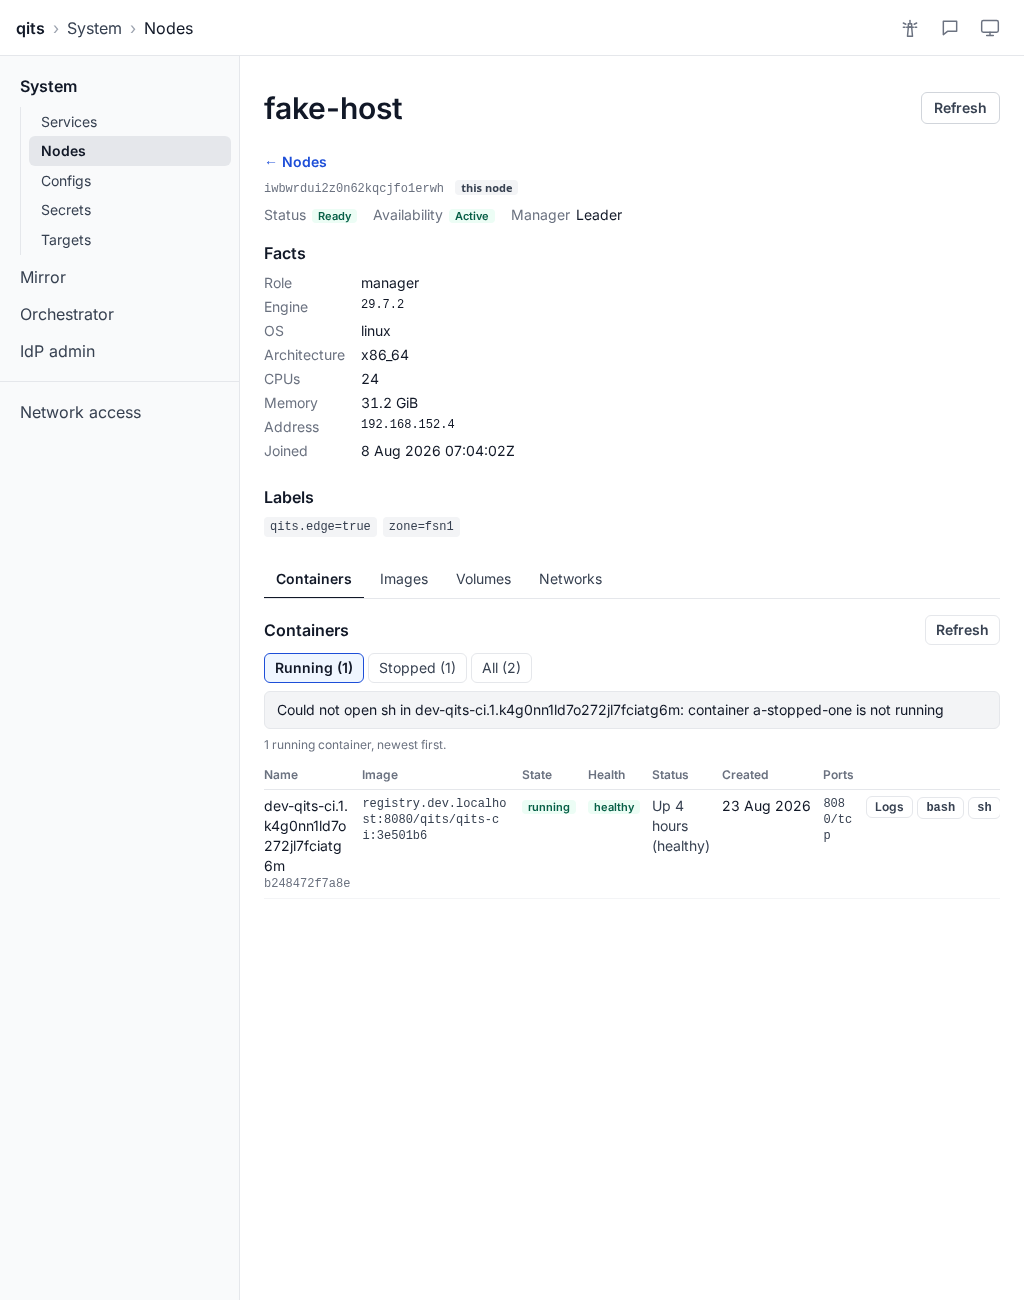 qits › System › Nodes
System
Services
Nodes
Configs
Secrets
Targets
Mirror
Orchestrator
IdP admin
Network access
fake-host
Refresh
← Nodes
iwbwrdui2z0n62kqcjfo1erwh this node
Status Ready Availability Active Manager Leader
Facts
Role manager
Engine 29.7.2
OS linux
Architecture x86_64
CPUs 24
Memory 31.2 GiB
Address 192.168.152.4
Joined 8 Aug 2026 07:04:02Z
Labels
qits.edge=true zone=fsn1
Containers Images Volumes Networks
Containers
Refresh
Running (1) Stopped (1) All (2)
Could not open sh in dev-qits-ci.1.k4g0nn1ld7o272jl7fciatg6m: container a-stopped-one is not running
1 running container, newest first.
Name Image State Health Status Created Ports
dev-qits-ci.1.
k4g0nn1ld7o
272jl7fciatg
6m
b248472f7a8e
registry.dev.localho
st:8080/qits/qits-c
i:3e501b6
running
healthy
Up 4
hours
(healthy)
23 Aug 2026
808
0/tc
p
Logs bash sh